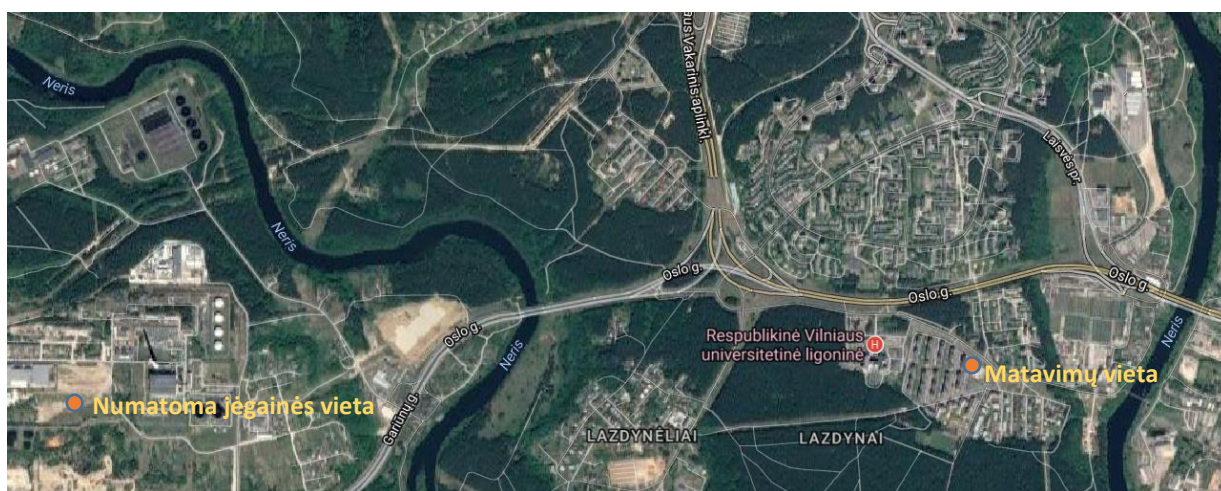 Neris
aus Vakarinis aplinkl.
Laisvės pr.
Neris
Oslo g.
Oslo g.
Oslo g.
Oslo g.
Neris
Neris
Respublikinė Vilniaus
universitetinė ligoninė
H
Matavimų vieta
Numatoma jėgainės vieta
Gariūnų g.
LAZDYNĖLIAI
LAZDYNAI